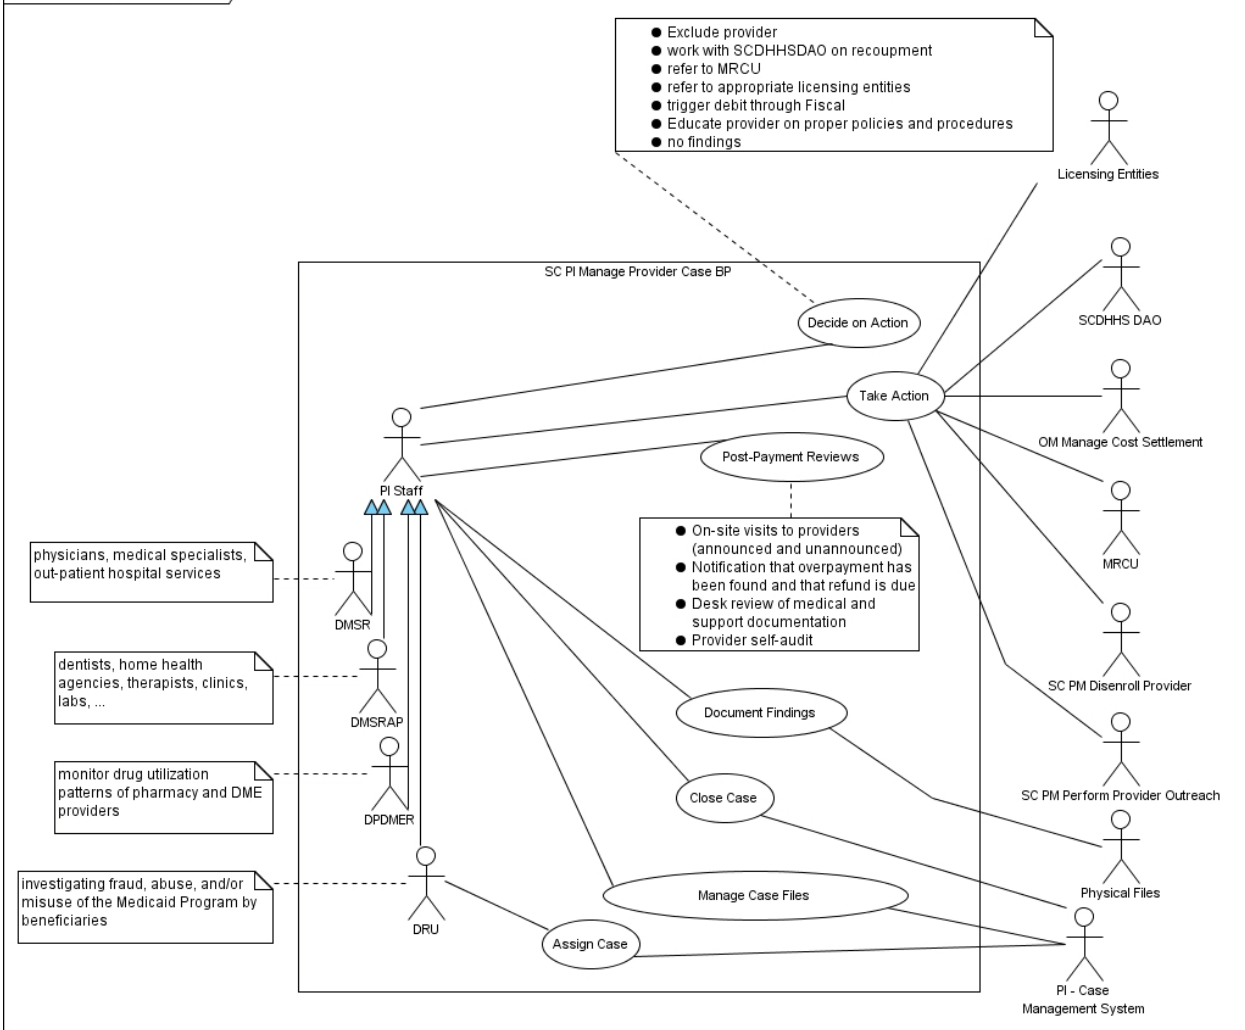 ● Exclude provider
● work with SCDHHSDAO on recoupment
● refer to MRCU
● refer to appropriate licensing entities
● trigger debit through Fiscal
● Educate provider on proper policies and procedures
● no findings
Licensing Entities
SC PI Manage Provider Case BP
Decide on Action
SCDHHS DAO
Take Action
OM Manage Cost Settlement
Post-Payment Reviews
PI Staff
● On-site visits to providers
(announced and unannounced)
● Notification that overpayment has
been found and that refund is due
● Desk review of medical and
support documentation
● Provider self-audit
MRCU
physicians, medical specialists,
out-patient hospital services
DMSR
dentists, home health
agencies, therapists, clinics,
labs, ...
DMSRAP
SC PM Disenroll Provider
Document Findings
monitor drug utilization
patterns of pharmacy and DME
providers
DPDMER
Close Case
SC PM Perform Provider Outreach
investigating fraud, abuse, and/or
misuse of the Medicaid Program by
beneficiaries
DRU
Manage Case Files
Physical Files
Assign Case
PI - Case
Management System